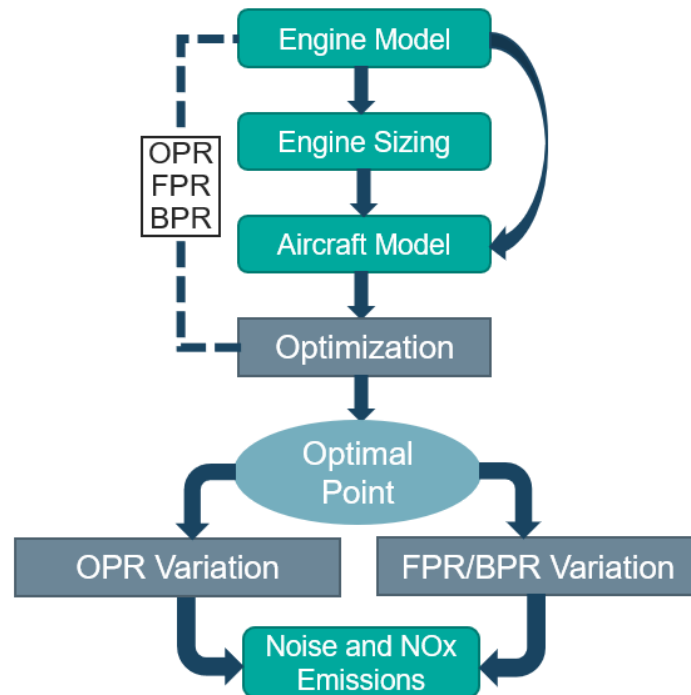 Engine Model
Engine Sizing
OPR
FPR
BPR
Aircraft Model
Optimization
Optimal
Point
OPR Variation
FPR/BPR Variation
Noise and NOx
Emissions